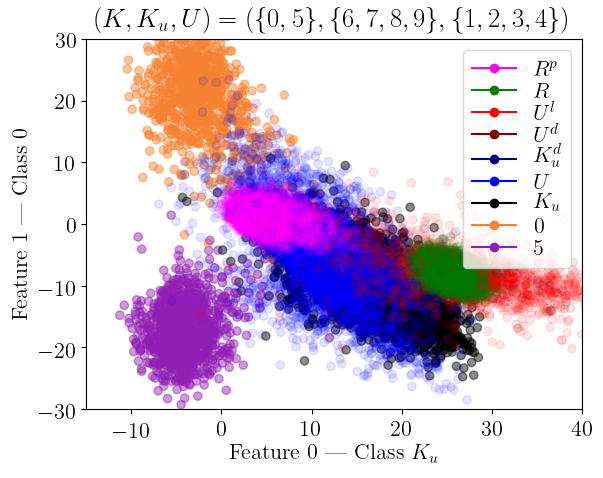 (K, K_u, U) = ({0, 5}, {6, 7, 8, 9}, {1, 2, 3, 4})
30
20
10
0
−10
−20
−30
Feature 1 — Class 0
R^p
R
U^l
U^d
K_u^d
U
K_u
0
5
−10 0 10 20 30 40
Feature 0 — Class K_u